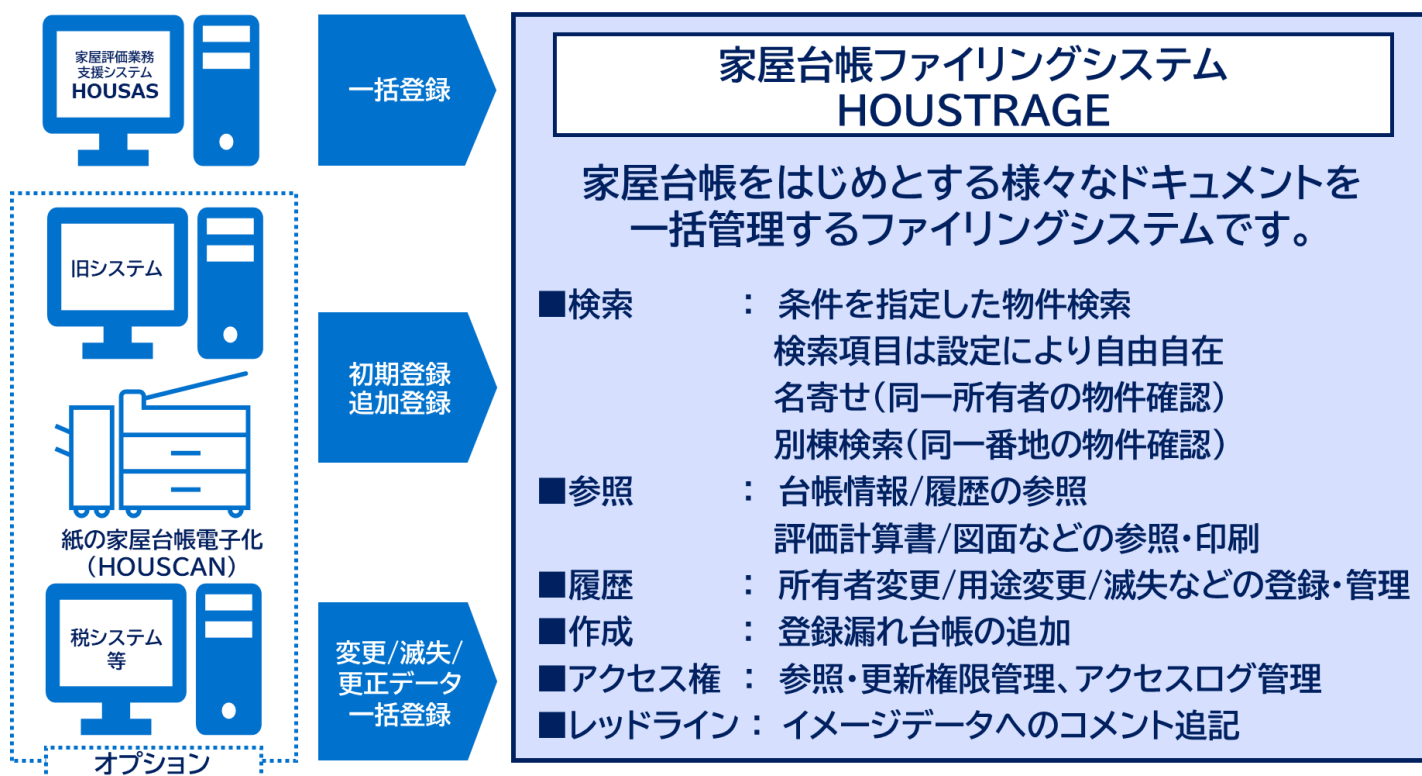 家屋評価業務
支援システム
HOUSAS
一括登録
旧システム
初期登録
追加登録
紙の家屋台帳電子化
(HOUSCAN)
税システム
等
変更/滅失/
更正データ
一括登録
オプション
家屋台帳ファイリングシステム
HOUSTRAGE
家屋台帳をはじめとする様々なドキュメントを
一括管理するファイリングシステムです。
■検索 : 条件を指定した物件検索
検索項目は設定により自由自在
名寄せ(同一所有者の物件確認)
別棟検索(同一番地の物件確認)
■参照 : 台帳情報/履歴の参照
評価計算書/図面などの参照・印刷
■履歴 : 所有者変更/用途変更/滅失などの登録・管理
■作成 : 登録漏れ台帳の追加
■アクセス権 : 参照・更新権限管理、アクセスログ管理
■レッドライン : イメージデータへのコメント追記